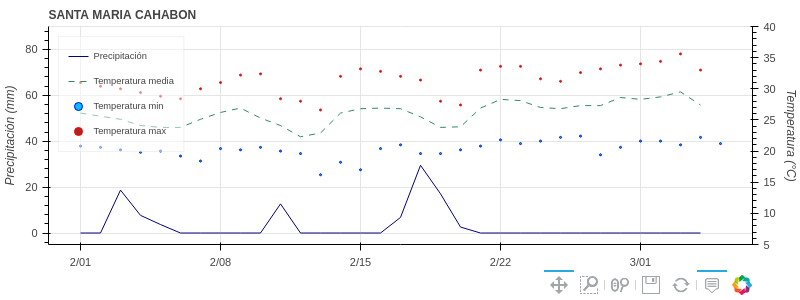 SANTA MARIA CAHABON
Precipitación
Temperatura media
Temperatura min
Temperatura max
Precipitación (mm)
80
60
40
20
0
Temperatura (°C)
40
35
30
25
20
15
10
5
2/01
2/08
2/15
2/22
3/01